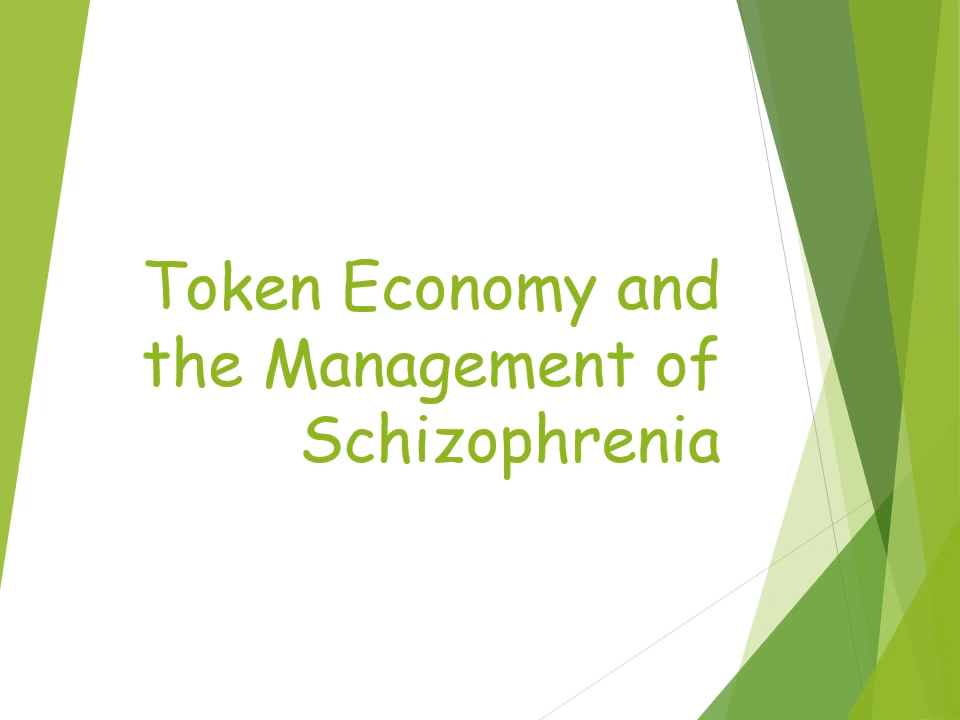 Token Economy and
the Management of
Schizophrenia